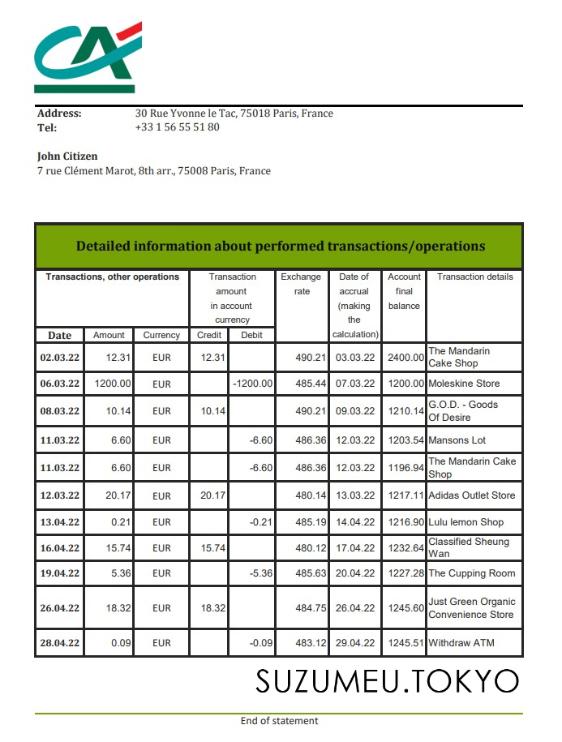 CA
Address: 30 Rue Yvonne le Tac, 75018 Paris, France
Tel: +33 1 56 55 51 80
John Citizen
7 rue Clément Marot, 8th arr., 75008 Paris, France
Detailed information about performed transactions/operations
Transactions, other operations Transaction amount in account currency Exchange rate Date of accrual (making the calculation) Account final balance Transaction details
Date Amount Currency Credit Debit
02.03.22 12.31 EUR 12.31 490.21 03.03.22 2400.00 The Mandarin Cake Shop
06.03.22 1200.00 EUR -1200.00 485.44 07.03.22 1200.00 Moleskine Store
08.03.22 10.14 EUR 10.14 490.21 09.03.22 1210.14 G.O.D. - Goods Of Desire
11.03.22 6.60 EUR -6.60 486.36 12.03.22 1203.54 Mansons Lot
11.03.22 6.60 EUR -6.60 486.36 12.03.22 1196.94 The Mandarin Cake Shop
12.03.22 20.17 EUR 20.17 480.14 13.03.22 1217.11 Adidas Outlet Store
13.04.22 0.21 EUR -0.21 485.19 14.04.22 1216.90 Lulu lemon Shop
16.04.22 15.74 EUR 15.74 480.12 17.04.22 1232.64 Classified Sheung Wan
19.04.22 5.36 EUR -5.36 485.63 20.04.22 1227.28 The Cupping Room
26.04.22 18.32 EUR 18.32 484.75 26.04.22 1245.60 Just Green Organic Convenience Store
28.04.22 0.09 EUR -0.09 483.12 29.04.22 1245.51 Withdraw ATM
SUZUMEU.TOKYO
End of statement